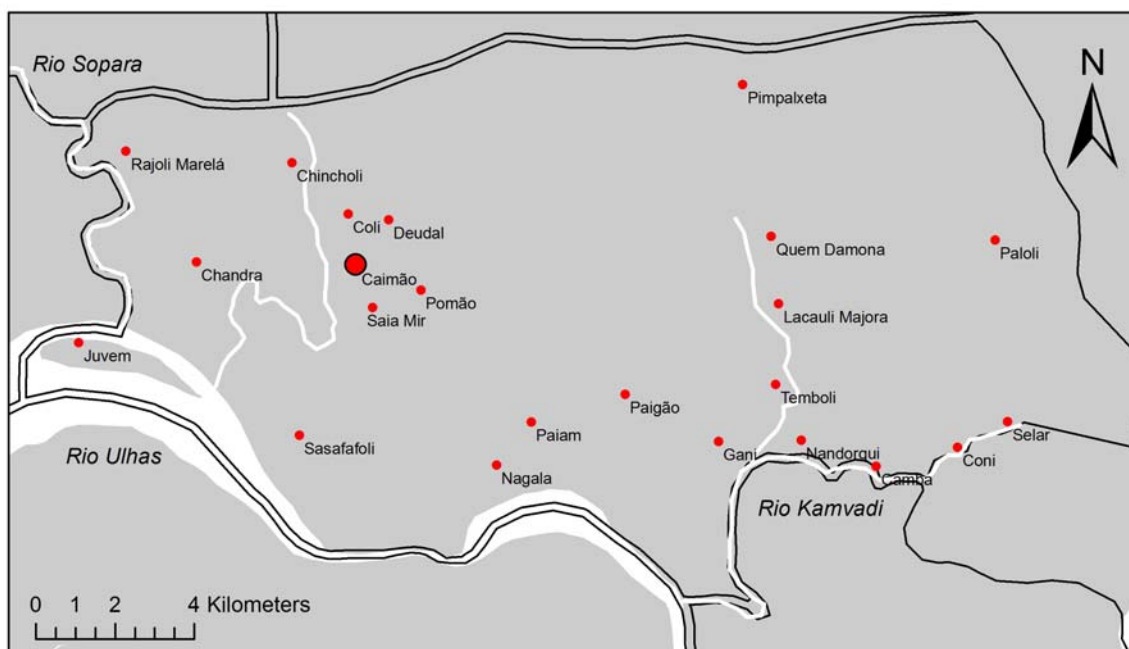 Rio Sopara
N
Pimpalxeta
Rajoli Marelá
Chincholi
Coli
Deudal
Quem Damona
Paloli
Chandra
Caimão
Pomão
Saia Mir
Lacauli Majora
Juvem
Temboli
Paigão
Paiam
Selar
Sasafafoli
Gani
Nandorqui
Coni
Rio Ulhas
Nagala
Camba
Rio Kamvadi
0 1 2 4 Kilometers